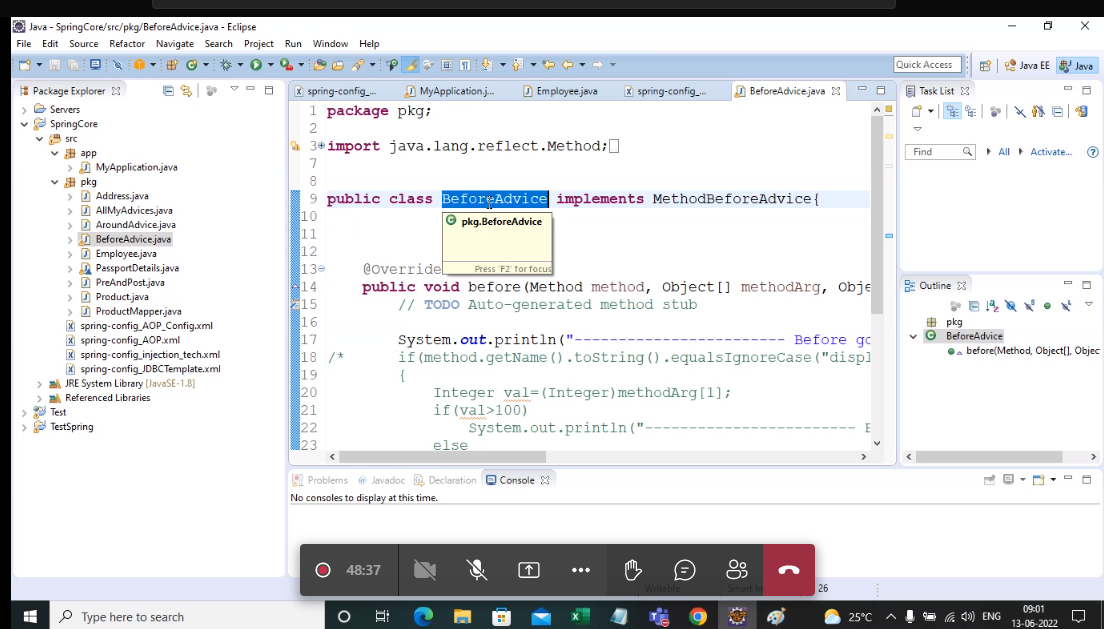 Java - SpringCore/src/pkg/BeforeAdvice.java - Eclipse
File Edit Source Refactor Navigate Search Project Run Window Help
Quick Access
Java EE
Java
Package Explorer
Servers
SpringCore
src
app
MyApplication.java
pkg
Address.java
AllMyAdvices.java
AroundAdvice.java
BeforeAdvice.java
Employee.java
PassportDetails.java
PreAndPost.java
Product.java
ProductMapper.java
spring-config_AOP_Config.xml
spring-config_AOP.xml
spring-config_injection_tech.xml
spring-config_JDBCTemplate.xml
JRE System Library [JavaSE-1.8]
Referenced Libraries
Test
TestSpring
spring-config_... MyApplication.j... Employee.java spring-config_... BeforeAdvice.java
1 package pkg;
2
3 import java.lang.reflect.Method;
7
8
9 public class BeforeAdvice implements MethodBeforeAdvice{
10
11
12
13 @Override
14 public void before(Method method, Object[] methodArg, Obje
15 // TODO Auto-generated method stub
16
17 System.out.println("------------------------ Before go
18 /* if(method.getName().toString().equalsIgnoreCase("displ
19 {
20 Integer val=(Integer)methodArg[1];
21 if(val>100)
22 System.out.println("------------------------ E
23 else
pkg.BeforeAdvice
Press 'F2' for focus
Task List
Find
All
Activate...
Outline
pkg
BeforeAdvice
before(Method, Object[], Objec
Problems @ Javadoc Declaration Console
No consoles to display at this time.
48:37
Writable
Smart In
26
Type here to search
25°C
ENG
09:01
13-06-2022